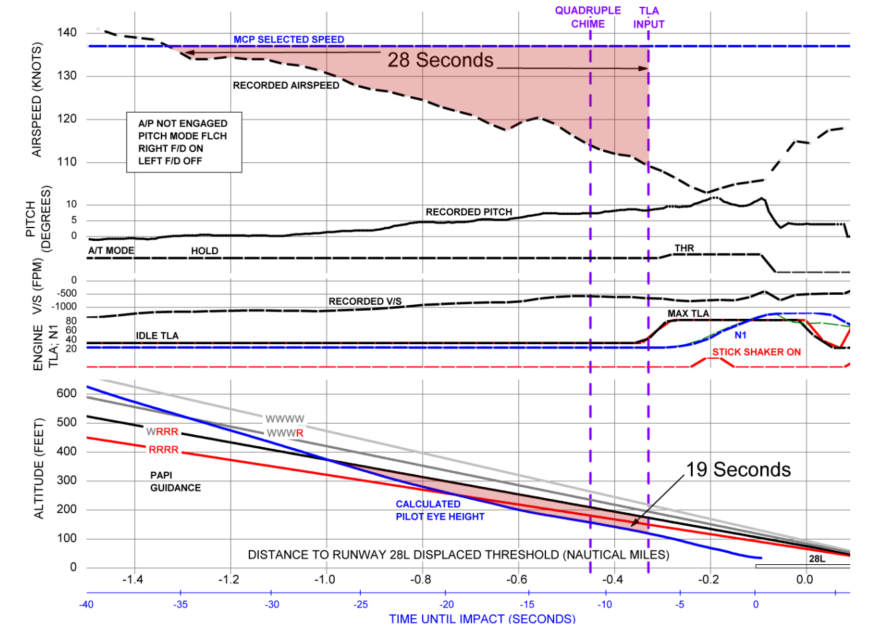 QUADRUPLE
CHIME
TLA
INPUT
AIRSPEED (KNOTS)
140
130
120
110
MCP SELECTED SPEED
28 Seconds
RECORDED AIRSPEED
A/P NOT ENGAGED
PITCH MODE FLCH
RIGHT F/D ON
LEFT F/D OFF
PITCH
(DEGREES)
10
5
0
RECORDED PITCH
A/T MODE
HOLD
THR
V/S (FPM)
0
-500
-1000
RECORDED V/S
ENGINE
TLA; N1
80
60
40
20
IDLE TLA
MAX TLA
N1
STICK SHAKER ON
ALTITUDE (FEET)
600
500
400
300
200
100
0
WWWW
WWWR
WRRR
RRRR
PAPI
GUIDANCE
CALCULATED
PILOT EYE HEIGHT
19 Seconds
DISTANCE TO RUNWAY 28L DISPLACED THRESHOLD (NAUTICAL MILES)
28L
-1.4 -1.2 -1.0 -0.8 -0.6 -0.4 -0.2 0.0
-40 -35 -30 -25 -20 -15 -10 -5 0
TIME UNTIL IMPACT (SECONDS)